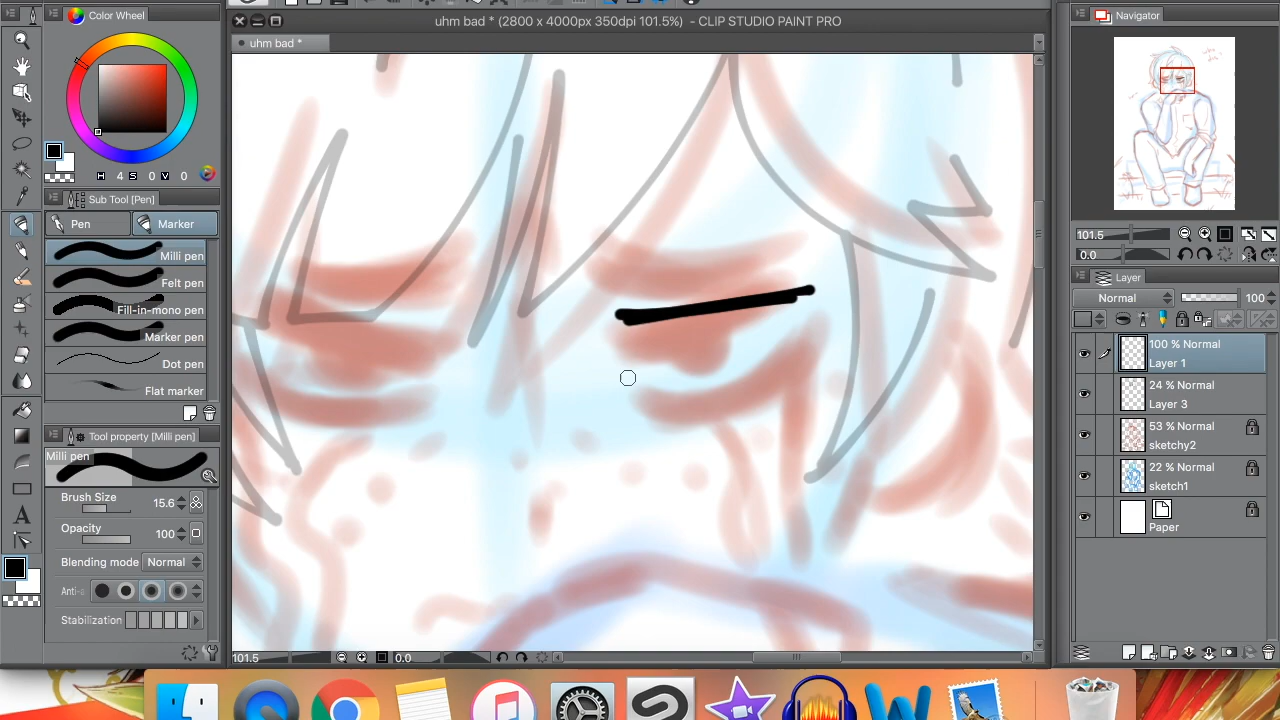 Color Wheel
uhm bad * (2800 x 4000px 350dpi 101.5%) - CLIP STUDIO PAINT PRO
Navigator
uhm bad *
H 4 S 0 V 0
Sub Tool [Pen]
Pen
Marker
Milli pen
Felt pen
Fill-in-mono pen
Marker pen
Dot pen
Flat marker
Tool property [Milli pen]
Milli pen
Brush Size 15.6
Opacity 100
Blending mode Normal
Anti-
Stabilization
101.5
0.0
101.5
0.0
Layer
Normal 100
100 % Normal
Layer 1
24 % Normal
Layer 3
53 % Normal
sketchy2
22 % Normal
sketch1
Paper